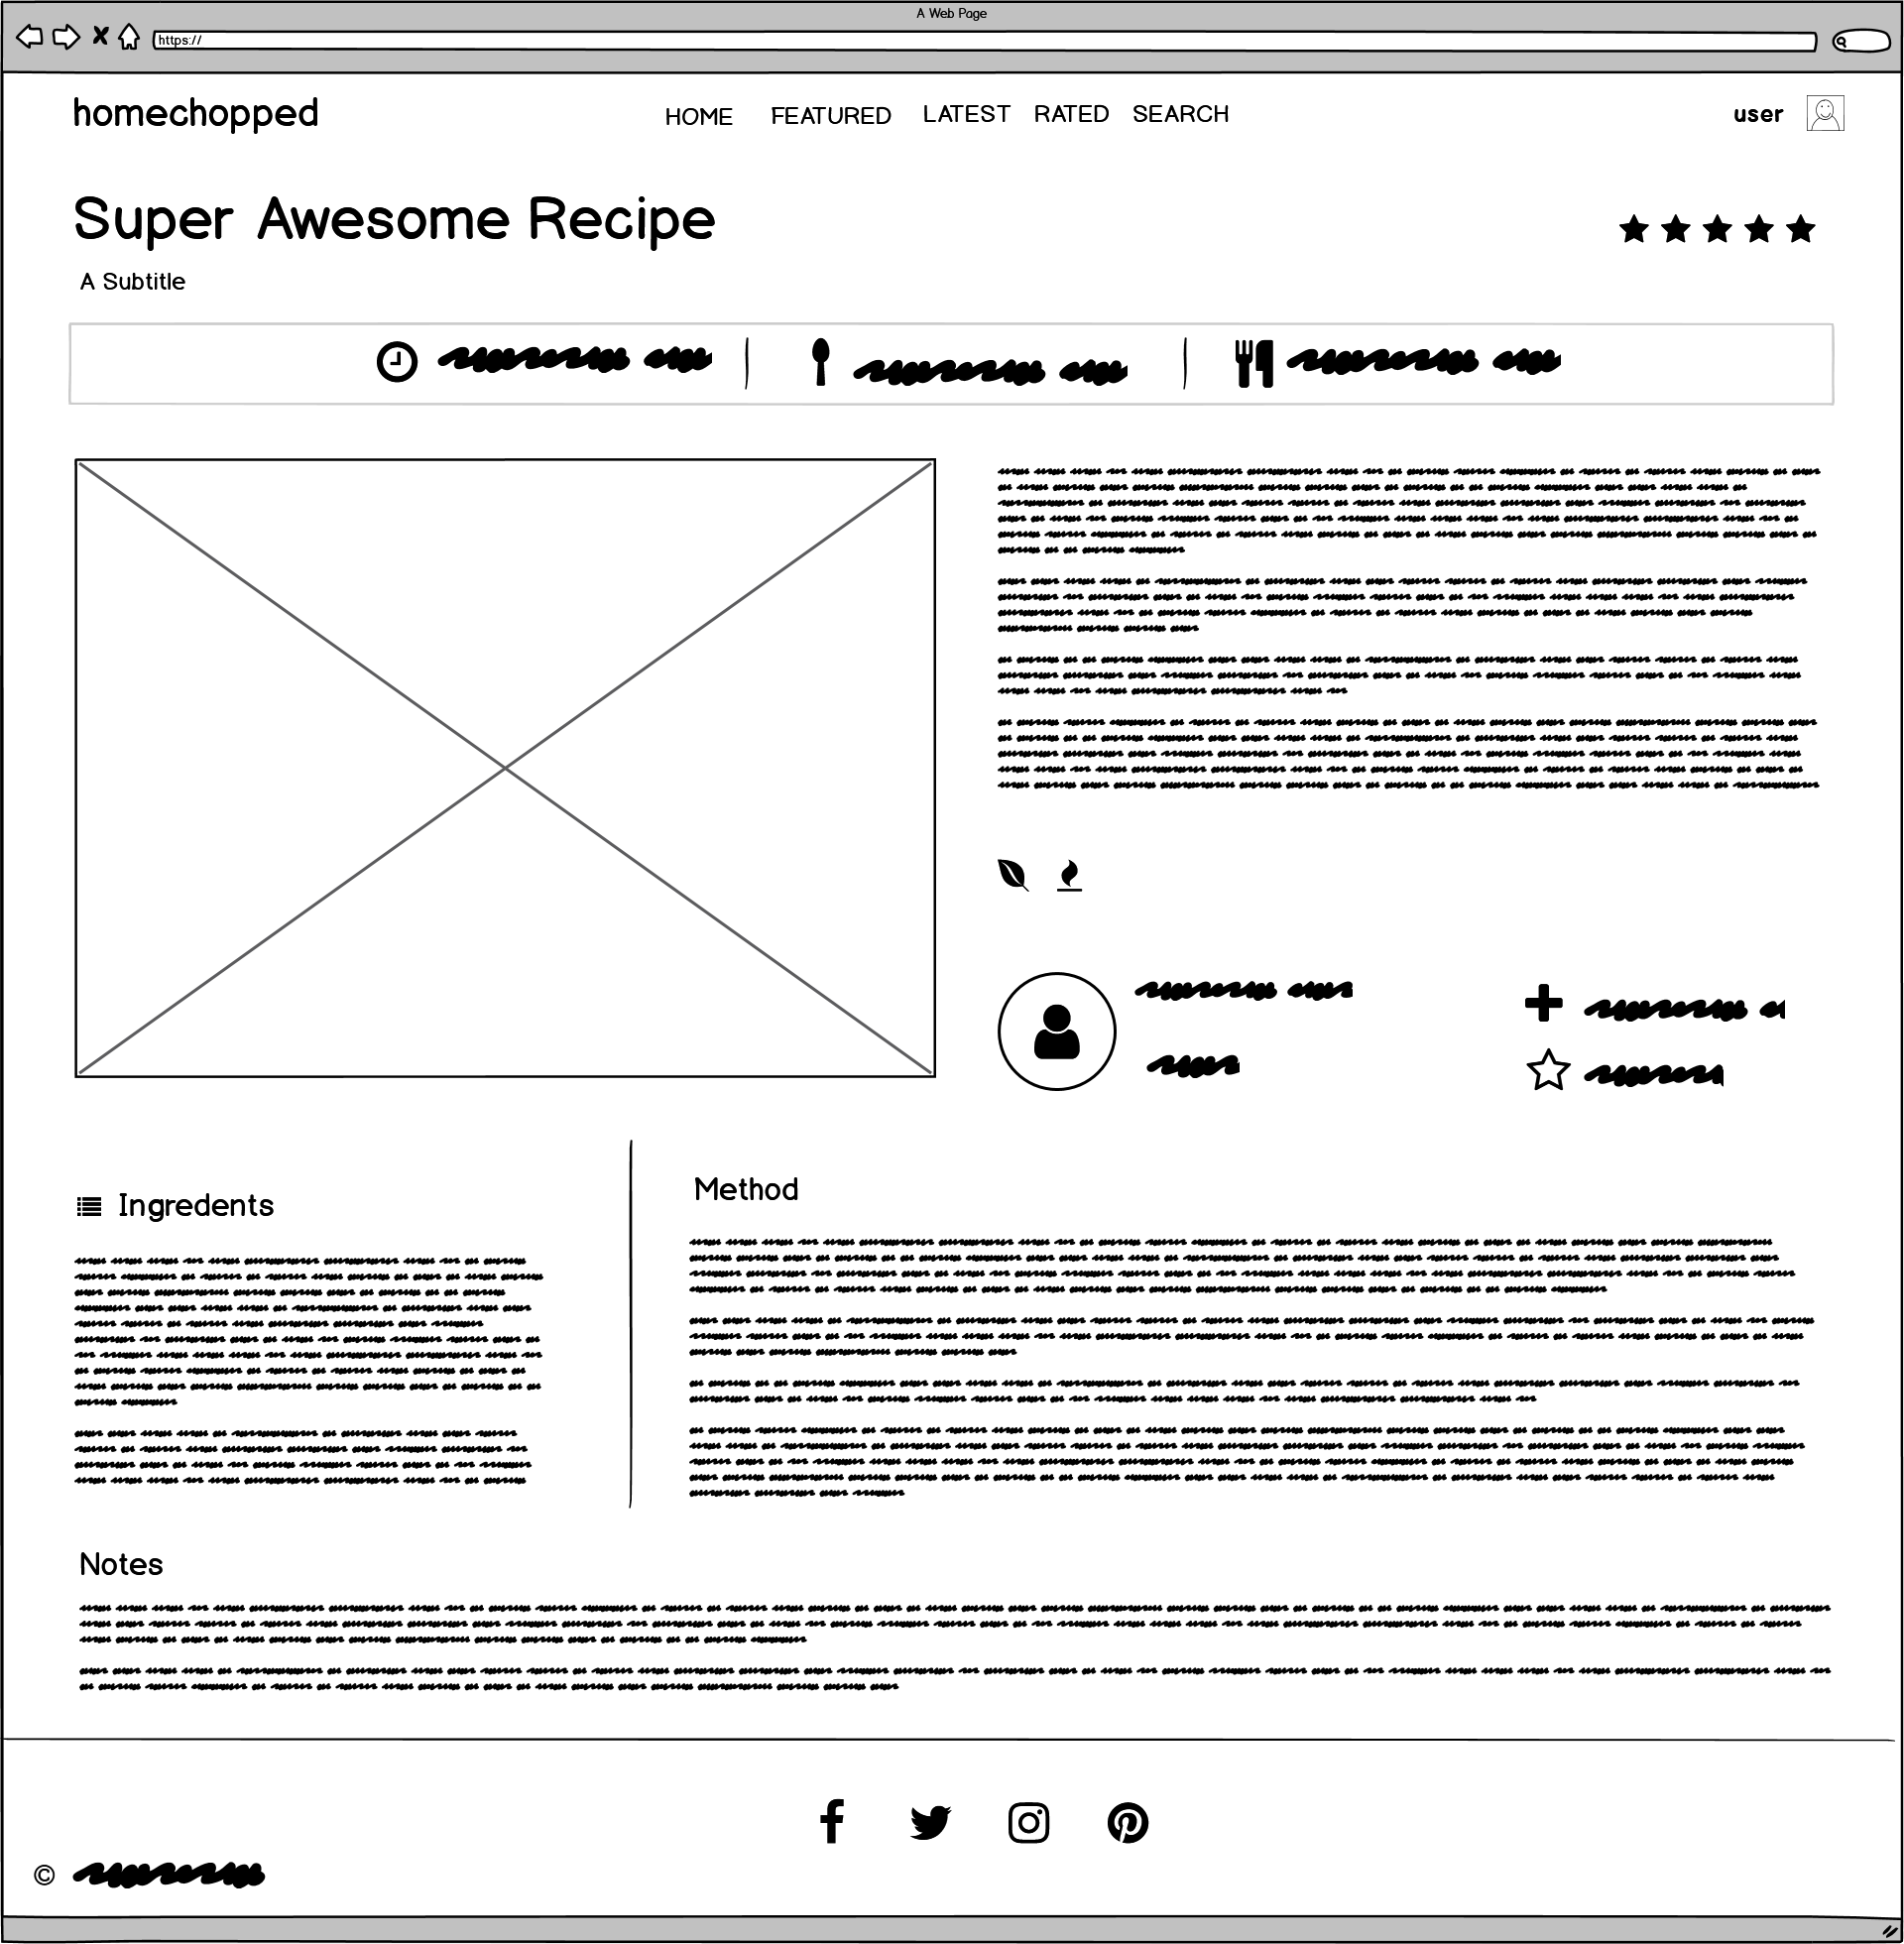 A Web Page
https://
homechopped HOME FEATURED LATEST RATED SEARCH user
Super Awesome Recipe
A Subtitle
Ingredents
Method
Notes
©